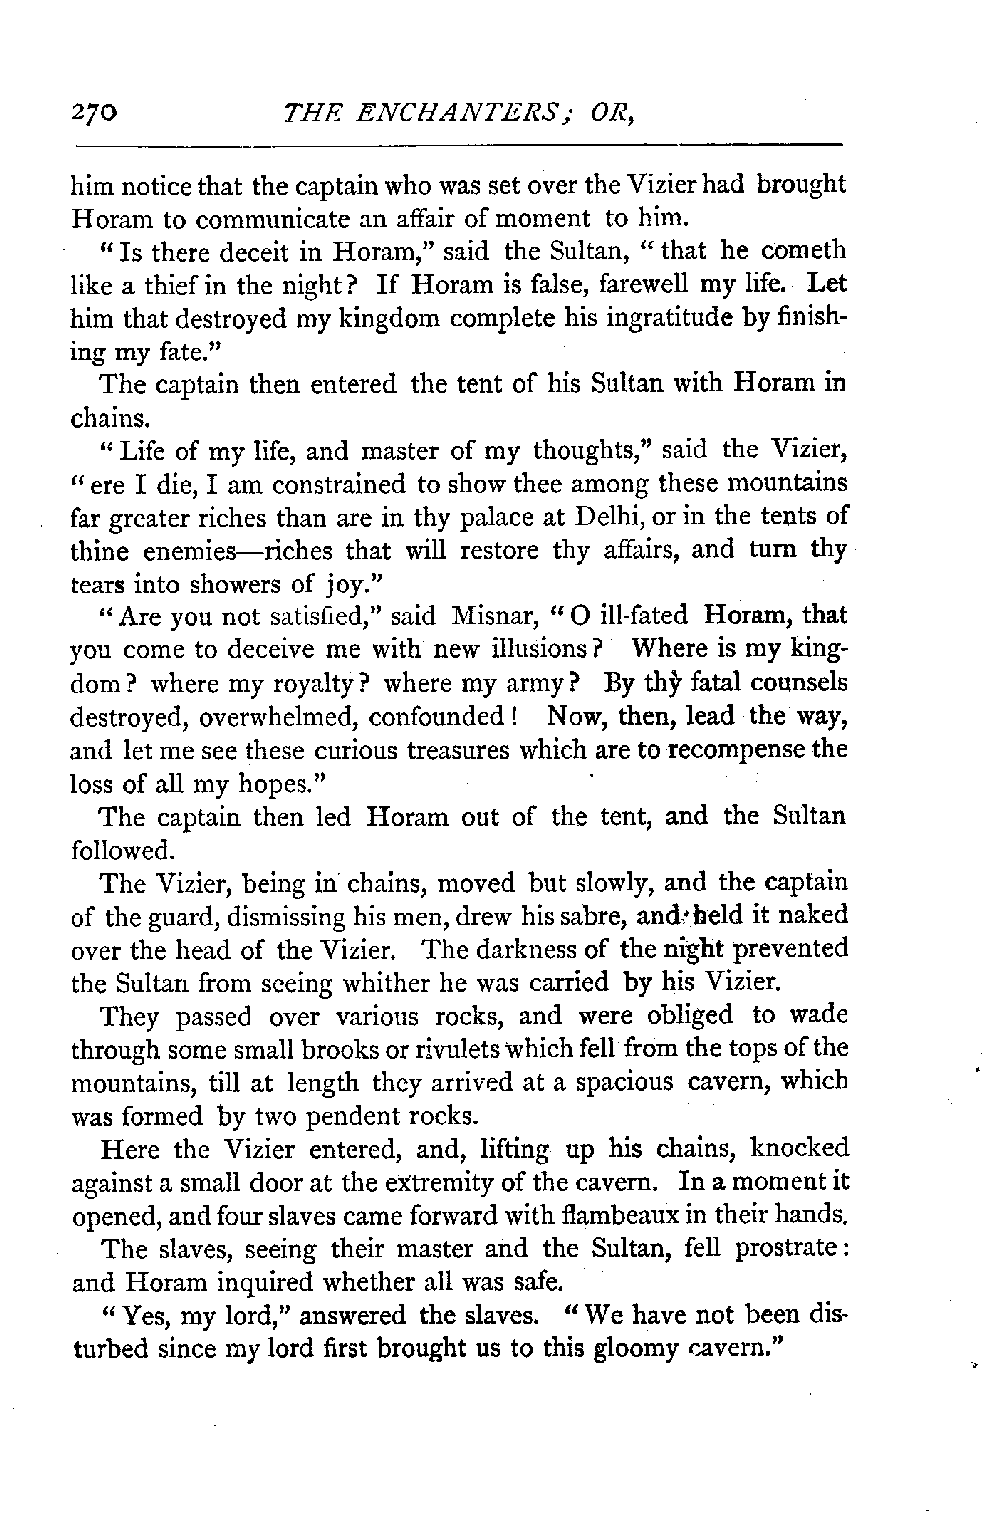 270 THE ENCHANTERS; OR,
him notice that the captain who was set over the Vizier had brought
Horam to communicate an affair of moment to him.
“Is there deceit in Horam,” said the Sultan, “that he cometh
like a thief in the night? If Horam is false, farewell my life. Let
him that destroyed my kingdom complete his ingratitude by finish-
ing my fate.”
The captain then entered the tent of his Sultan with Horam in
chains.
“Life of my life, and master of my thoughts,” said the Vizier,
“ere I die, I am constrained to show thee among these mountains
far greater riches than are in thy palace at Delhi, or in the tents of
thine enemies—riches that will restore thy affairs, and turn thy
tears into showers of joy.”
“Are you not satisfied,” said Misnar, “O ill-fated Horam, that
you come to deceive me with new illusions? Where is my king-
dom? where my royalty? where my army? By thy fatal counsels
destroyed, overwhelmed, confounded! Now, then, lead the way,
and let me see these curious treasures which are to recompense the
loss of all my hopes.”
The captain then led Horam out of the tent, and the Sultan
followed.
The Vizier, being in chains, moved but slowly, and the captain
of the guard, dismissing his men, drew his sabre, and held it naked
over the head of the Vizier. The darkness of the night prevented
the Sultan from seeing whither he was carried by his Vizier.
They passed over various rocks, and were obliged to wade
through some small brooks or rivulets which fell from the tops of the
mountains, till at length they arrived at a spacious cavern, which
was formed by two pendent rocks.
Here the Vizier entered, and, lifting up his chains, knocked
against a small door at the extremity of the cavern. In a moment it
opened, and four slaves came forward with flambeaux in their hands.
The slaves, seeing their master and the Sultan, fell prostrate:
and Horam inquired whether all was safe.
“Yes, my lord,” answered the slaves. “We have not been dis-
turbed since my lord first brought us to this gloomy cavern.”